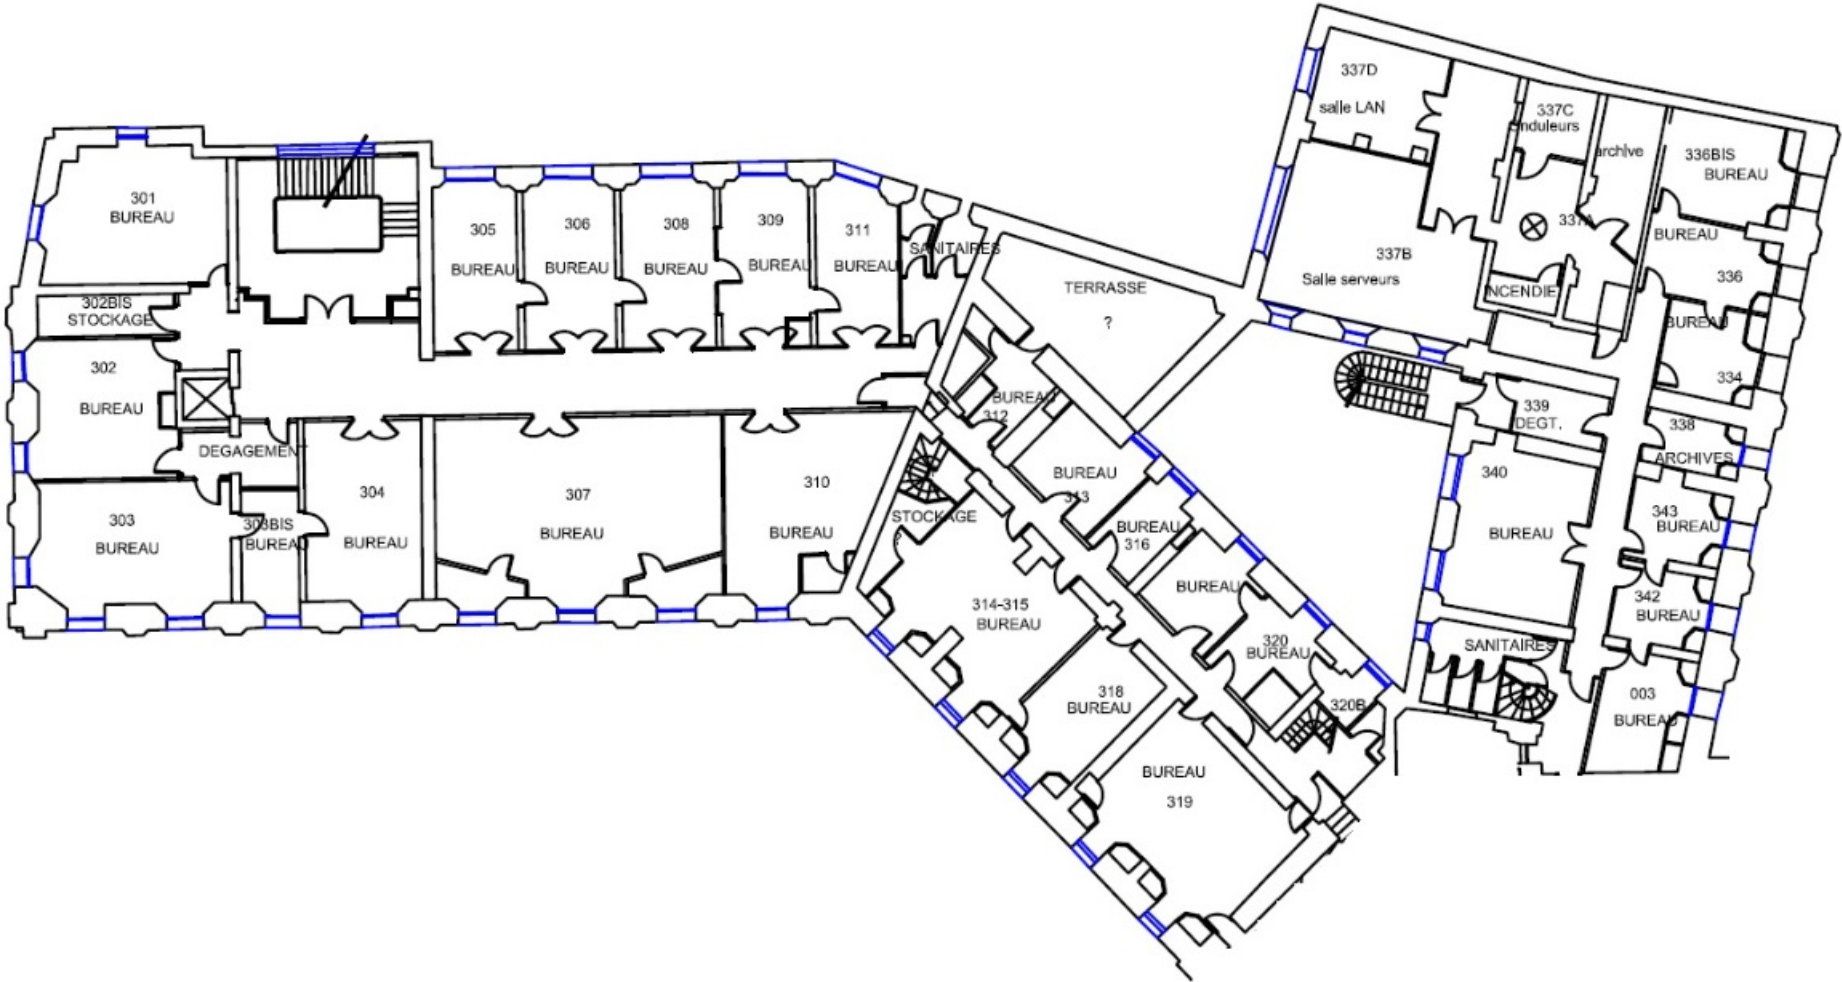 301
BUREAU
302BIS
STOCKAGE
302
BUREAU
DEGAGEMENT
303
BUREAU
303BIS
BUREAU
304
BUREAU
305
BUREAU
306
BUREAU
308
BUREAU
309
BUREAU
311
BUREAU
SANITAIRES
307
BUREAU
310
BUREAU
TERRASSE
?
BUREAU
312
BUREAU
313
STOCKAGE
?
BUREAU
316
BUREAU
314-315
BUREAU
320
BUREAU
320B
318
BUREAU
BUREAU
319
337D
salle LAN
337C
onduleurs
archive
336BIS
BUREAU
337A
337B
Salle serveurs
INCENDIE
BUREAU
336
BUREAU
334
339
DEGT.
338
ARCHIVES
340
BUREAU
343
BUREAU
342
BUREAU
SANITAIRES
003
BUREAU